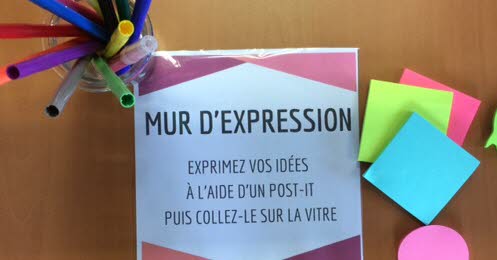 MUR D'EXPRESSION
EXPRIMEZ VOS IDÉES
À L'AIDE D'UN POST-IT
PUIS COLLEZ-LE SUR LA VITRE